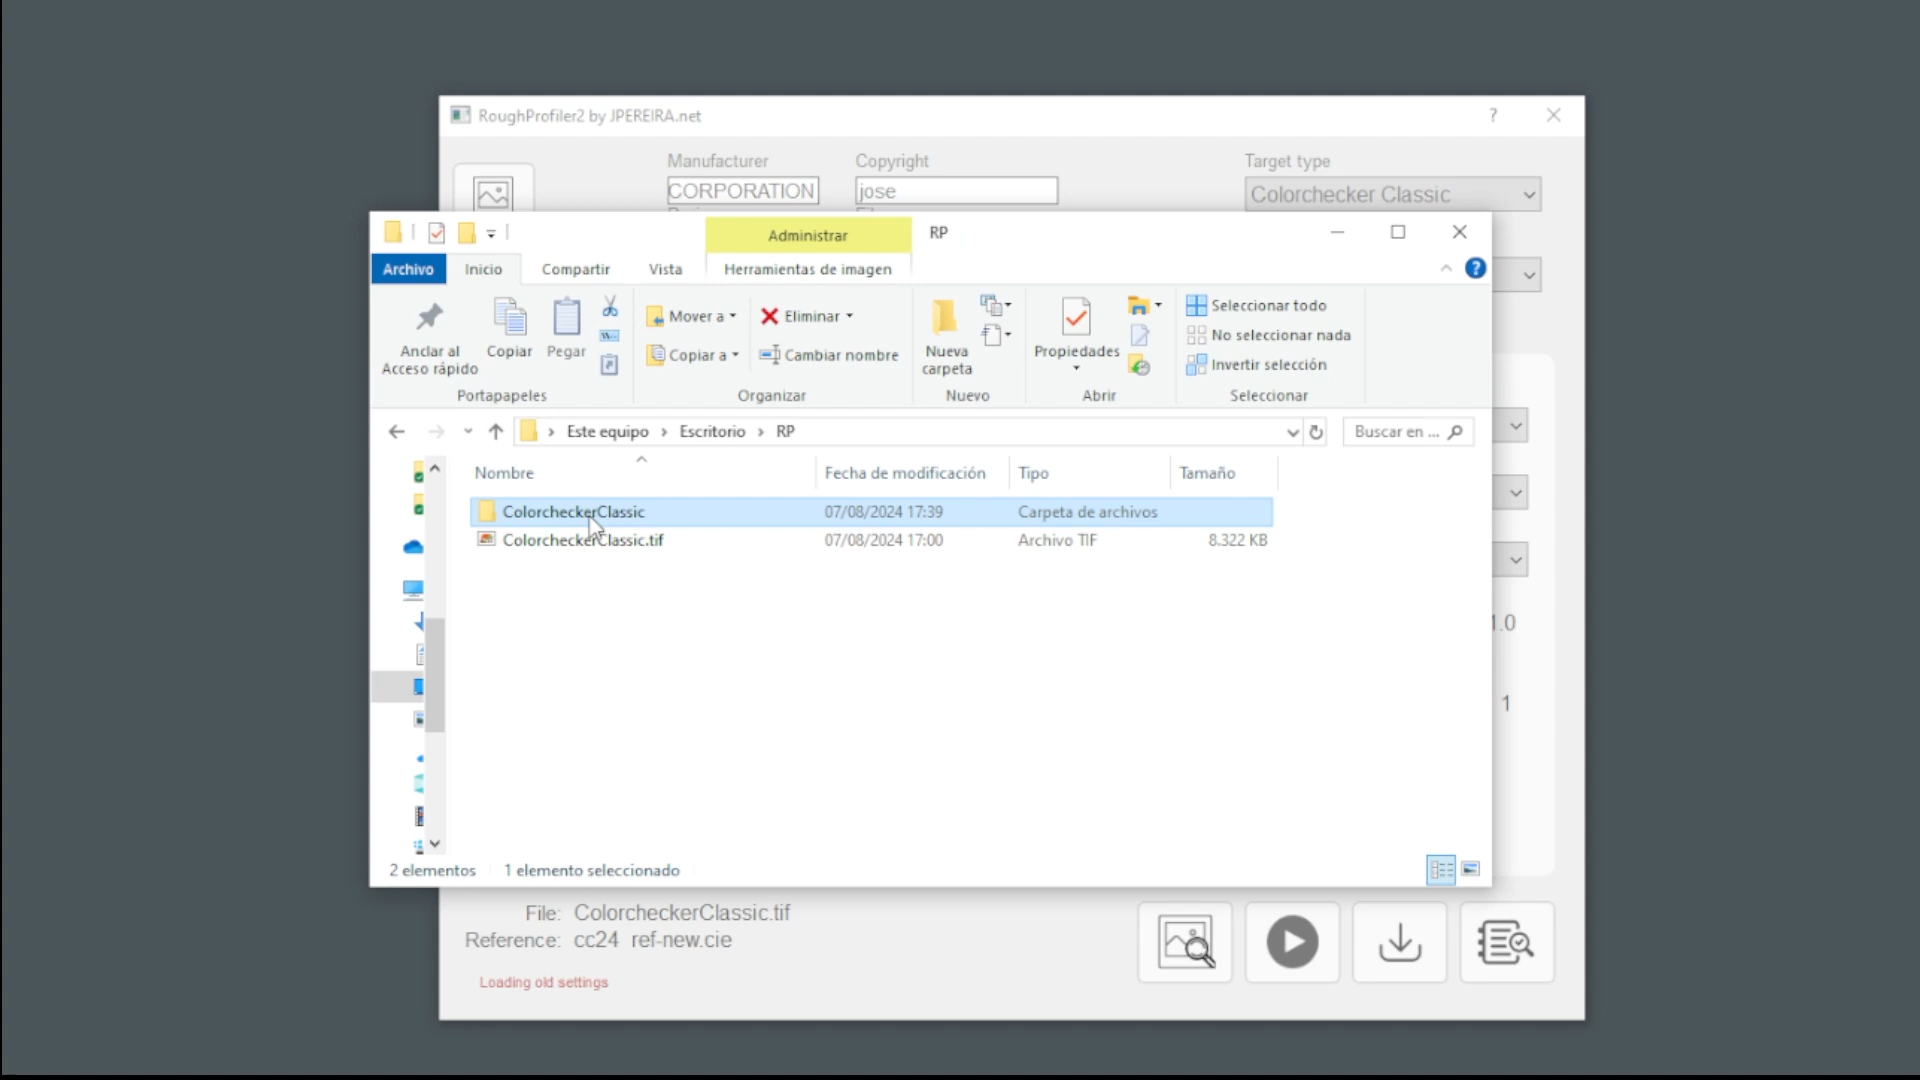 RoughProfiler2 by JPEREIRA.net
?
Manufacturer Copyright Target type
CORPORATION jose Colorchecker Classic
Administrar RP
Archivo Inicio Compartir Vista Herramientas de imagen ?
Anclar al Acceso rápido
Copiar
Pegar
Mover a
Copiar a
Eliminar
Cambiar nombre
Nueva carpeta
Propiedades
Seleccionar todo
No seleccionar nada
Invertir selección
Portapapeles Organizar Nuevo Abrir Seleccionar
Este equipo > Escritorio > RP
Buscar en ...
Nombre Fecha de modificación Tipo Tamaño
ColorcheckerClassic 07/08/2024 17:39 Carpeta de archivos
ColorcheckerClassic.tif 07/08/2024 17:00 Archivo TIF 8.322 KB
1.0
1
2 elementos 1 elemento seleccionado
File: ColorcheckerClassic.tif
Reference: cc24 ref-new.cie
Loading old settings